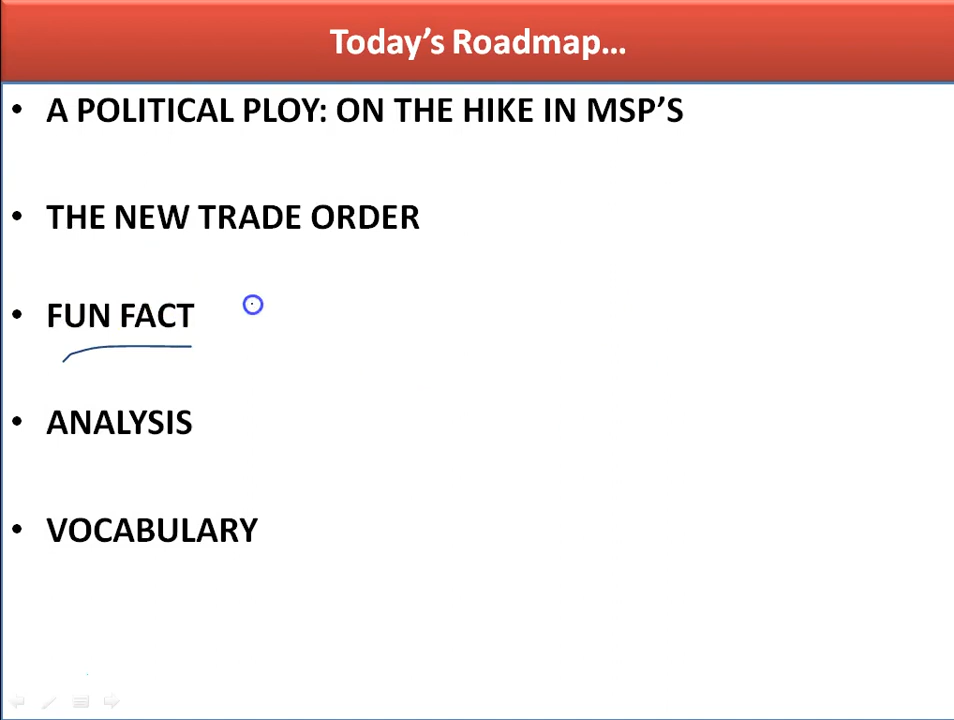 Today’s Roadmap...
• A POLITICAL PLOY: ON THE HIKE IN MSP’S
• THE NEW TRADE ORDER
• FUN FACT
• ANALYSIS
• VOCABULARY